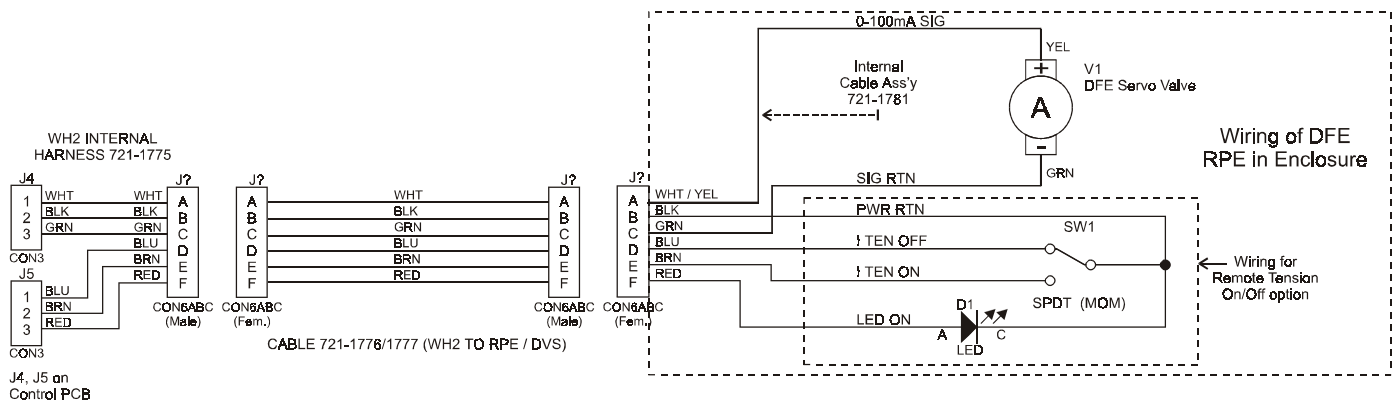 0-100mA SIG
YEL
+
V1
DFE Servo Valve
A
-
GRN
Internal
Cable Ass'y
721-1781
Wiring of DFE
RPE in Enclosure
WH2 INTERNAL
HARNESS 721-1775
J4
1
2
3
CON3
WHT
BLK
GRN
WHT
BLK
GRN
BLU
BRN
RED
J?
A
B
C
D
E
F
CON6ABC
(Male)
J5
1
2
3
CON3
BLU
BRN
RED
J4, J5 on
Control PCB
J?
A
B
C
D
E
F
CON6ABC
(Fem.)
WHT
BLK
GRN
BLU
BRN
RED
J?
A
B
C
D
E
F
CON6ABC
(Male)
CABLE 721-1776/1777 (WH2 TO RPE / DVS)
J?
A
B
C
D
E
F
CON6ABC
(Fem.)
WHT / YEL
BLK
GRN
BLU
BRN
RED
SIG RTN
PWR RTN
SW1
! TEN OFF
! TEN ON
SPDT (MOM)
LED ON
D1
A
C
LED
Wiring for
Remote Tension
On/Off option